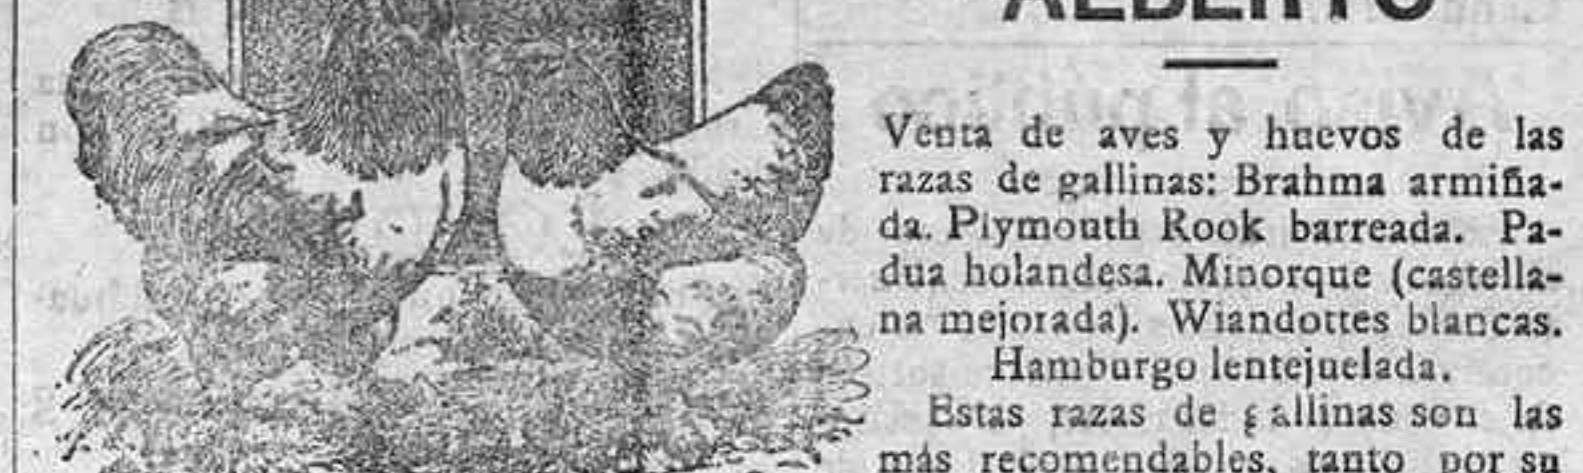 ALBERTO
Venta de aves y huevos de las
razas de gallinas: Brahma armiña-
da. Plymouth Rook barreada. Pa-
dua holandesa. Minorque (castella-
na mejorada). Wiandottes blancas.
Hamburgo lentejuelada.
Estas razas de gallinas son las
más recomendables, tanto por su